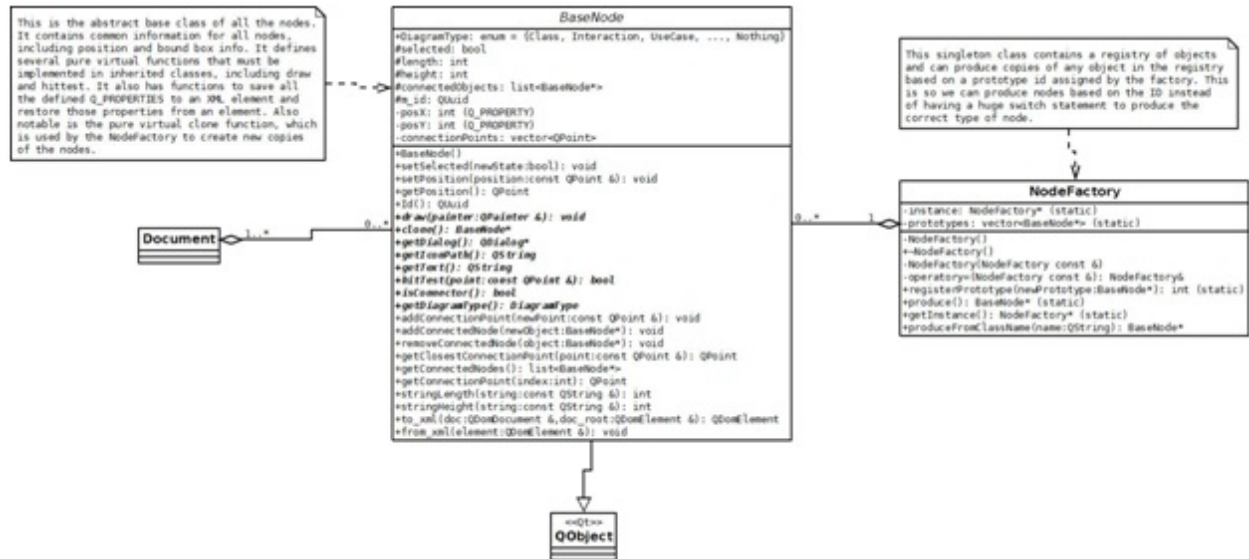 This is the abstract base class of all the nodes.
It contains common information for all nodes,
including position and bound box info. It defines
several pure virtual functions that must be
implemented in inherited classes, including draw
and hittest. It also has functions to save all
the defined Q_PROPERTIES to an XML element and
restore those properties from an element. Also
notable is the pure virtual clone function, which
is used by the NodeFactory to create new copies
of the nodes.
BaseNode
+DiagramType: enum = {Class, Interaction, UseCase, ..., Nothing}
#selected: bool
#length: int
#height: int
#connectedObjects: list<BaseNode*>
#m_id: QUuid
-posX: int (Q_PROPERTY)
-posY: int (Q_PROPERTY)
-connectionPoints: vector<QPoint>
+BaseNode()
+setSelected(newState:bool): void
+setPosition(position:const QPoint &): void
+getPosition(): QPoint
+Id(): QUuid
+draw(painter:QPainter &): void
+clone(): BaseNode*
+getDialog(): QDialog*
+getIconPath(): QString
+getText(): QString
+hitTest(point:const QPoint &): bool
+isConnector(): bool
+getDiagramType(): DiagramType
+addConnectionPoint(newPoint:const QPoint &): void
+addConnectedNode(newObject:BaseNode*): void
+removeConnectedNode(object:BaseNode*): void
+getClosestConnectionPoint(point:const QPoint &): QPoint
+getConnectedNodes(): list<BaseNode*>
+getConnectionPoint(index:int): QPoint
+stringLength(string:const QString &): int
+stringHeight(string:const QString &): int
+to_xml(doc:QDomDocument &,doc_root:QDomElement &): QDomElement
+from_xml(element:QDomElement &): void
This singleton class contains a registry of objects
and can produce copies of any object in the registry
based on a prototype id assigned by the factory. This
is so we can produce nodes based on the ID instead
of having a huge switch statement to produce the
correct type of node.
NodeFactory
-instance: NodeFactory* (static)
-prototypes: vector<BaseNode*> (static)
-NodeFactory()
+~NodeFactory()
-NodeFactory(NodeFactory const &)
-operator=(NodeFactory const &): NodeFactory&
+registerPrototype(newPrototype:BaseNode*): int (static)
+produce(): BaseNode* (static)
+getInstance(): NodeFactory* (static)
+produceFromClassName(name:QString): BaseNode*
Document
1..*
0..*
0..*
1
<<Qt>>
QObject